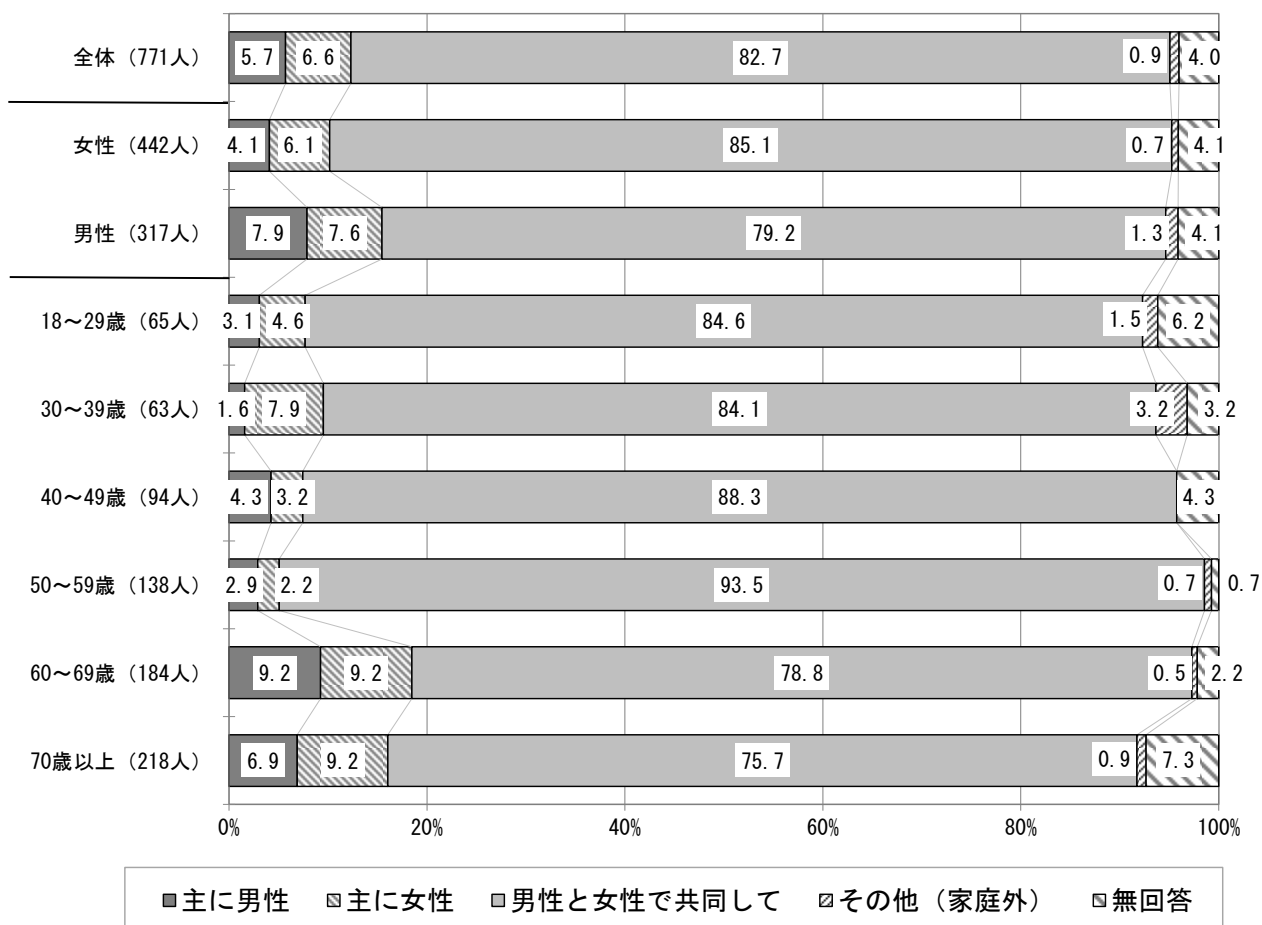 全体（771人） 5.7 6.6 82.7 0.9 4.0
女性（442人） 4.1 6.1 85.1 0.7 4.1
男性（317人） 7.9 7.6 79.2 1.3 4.1
18～29歳（65人） 3.1 4.6 84.6 1.5 6.2
30～39歳（63人） 1.6 7.9 84.1 3.2 3.2
40～49歳（94人） 4.3 3.2 88.3 4.3
50～59歳（138人） 2.9 2.2 93.5 0.7 0.7
60～69歳（184人） 9.2 9.2 78.8 0.5 2.2
70歳以上（218人） 6.9 9.2 75.7 0.9 7.3
0% 20% 40% 60% 80% 100%
主に男性 主に女性 男性と女性で共同して その他（家庭外） 無回答